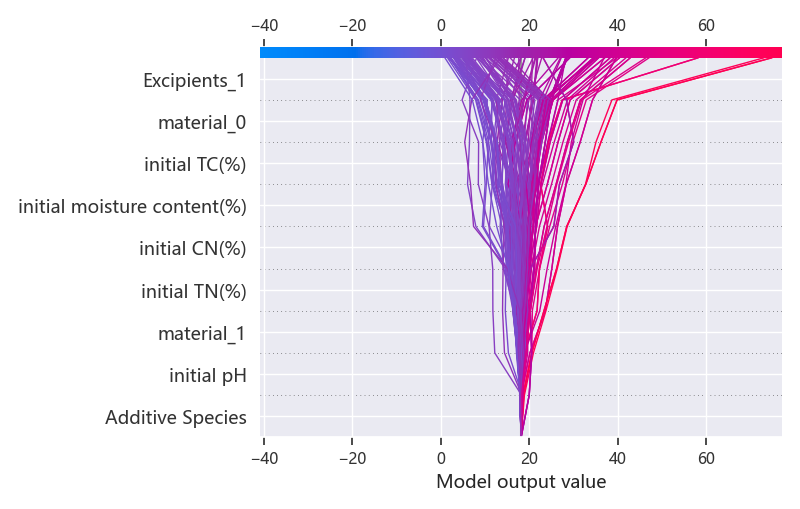 −40 −20 0 20 40 60
Excipients_1
material_0
initial TC(%)
initial moisture content(%)
initial CN(%)
initial TN(%)
material_1
initial pH
Additive Species
−40 −20 0 20 40 60
Model output value